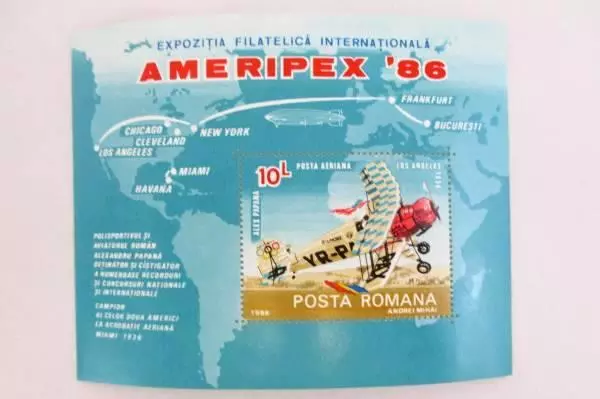 EXPOZIȚIA FILATELICĂ INTERNAȚIONALĂ
AMERIPEX '86
FRANKFURT
BUCUREȘTI
CHICAGO
CLEVELAND
NEW YORK
LOS ANGELES
MIAMI
HAVANA
10L
POSTA AERIANA
LOS ANGELES
1936
ALEX PAPANA
YR-PA
POSTA ROMANA
1986
ANDREI MIHAI
POLISPORTIVUL ȘI
AVIATORUL ROMÂN
ALEXANDRU PAPANĂ
DEȚINĂTOR ȘI CÎȘTIGĂTOR
A NUMEROASE RECORDURI
ȘI CONCURSURI NAȚIONALE
ȘI INTERNAȚIONALE
CAMPION
AL CELOR DOUĂ AMERICI
LA ACROBAȚIE AERIANĂ
MIAMI 1936